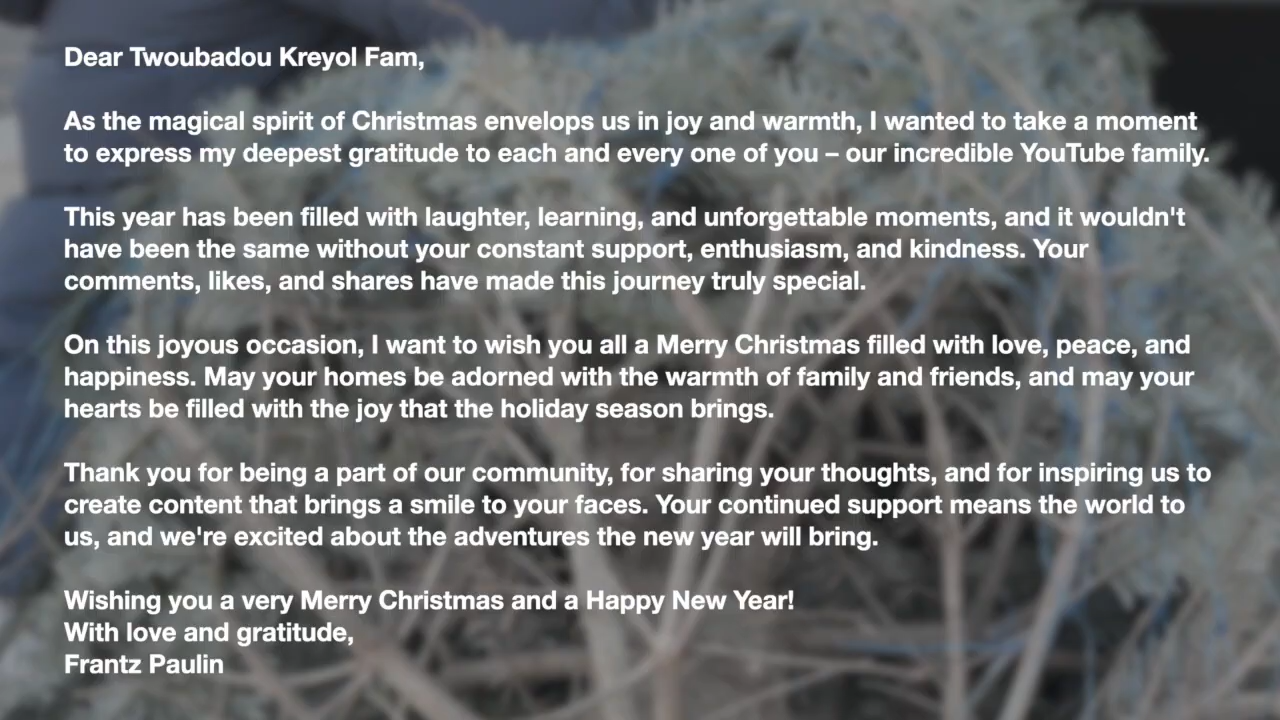 Dear Twoubadou Kreyol Fam,
As the magical spirit of Christmas envelops us in joy and warmth, I wanted to take a moment
to express my deepest gratitude to each and every one of you – our incredible YouTube family.
This year has been filled with laughter, learning, and unforgettable moments, and it wouldn't
have been the same without your constant support, enthusiasm, and kindness. Your
comments, likes, and shares have made this journey truly special.
On this joyous occasion, I want to wish you all a Merry Christmas filled with love, peace, and
happiness. May your homes be adorned with the warmth of family and friends, and may your
hearts be filled with the joy that the holiday season brings.
Thank you for being a part of our community, for sharing your thoughts, and for inspiring us to
create content that brings a smile to your faces. Your continued support means the world to
us, and we're excited about the adventures the new year will bring.
Wishing you a very Merry Christmas and a Happy New Year!
With love and gratitude,
Frantz Paulin